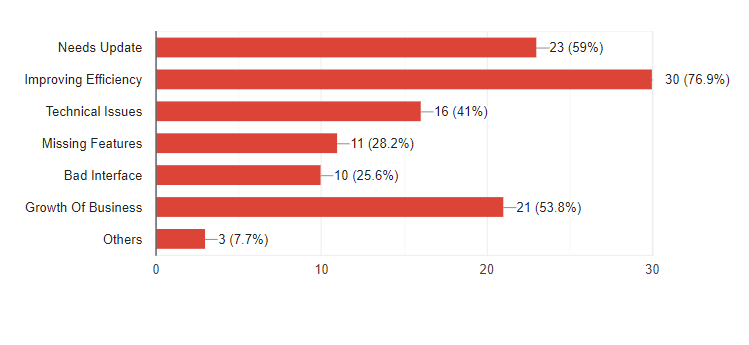 Needs Update 23 (59%)
Improving Efficiency 30 (76.9%)
Technical Issues 16 (41%)
Missing Features 11 (28.2%)
Bad Interface 10 (25.6%)
Growth Of Business 21 (53.8%)
Others 3 (7.7%)
0 10 20 30